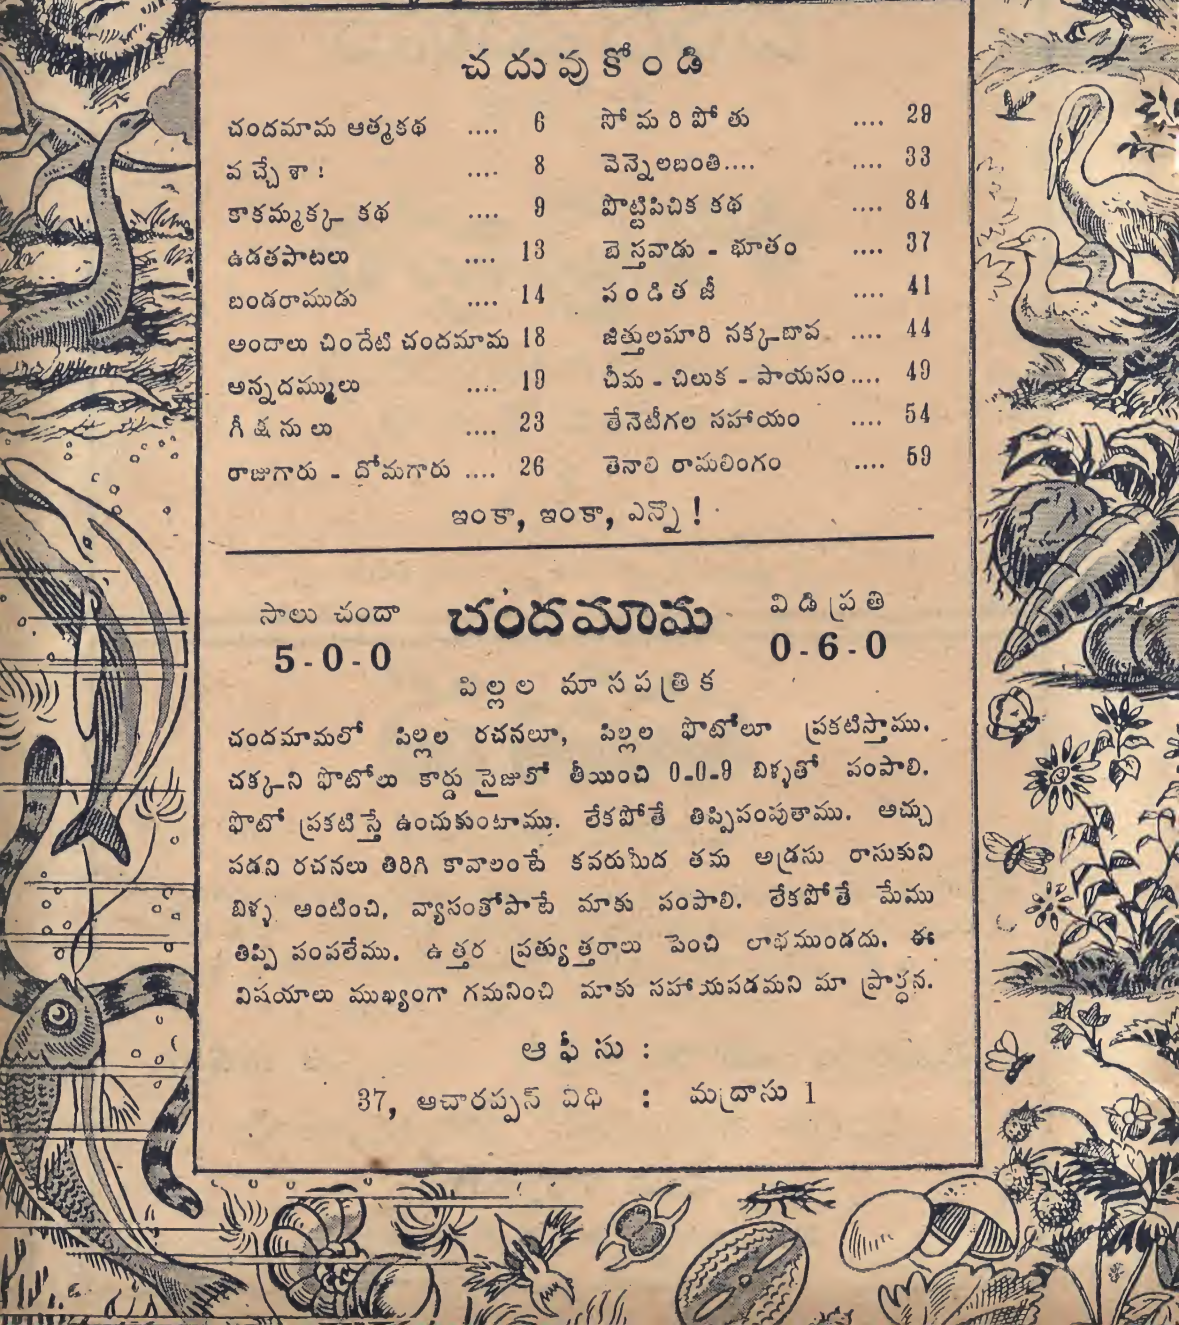 చదువుకోండి
చందమామ ఆత్మకథ .... 6
వచ్చేశా !
.... 8
కాకమ్మక్క కథ .... 9
ఉడతపాటలు .... 13
బండరాముడు .... 14
అందాలు చిందేటి చందమామ 18
అన్నదమ్ములు .... 19
గీక్షనులు .... 23
రాజుగారు - దోమగారు .... 26
సోమరిపోతు .... 29
వెన్నెలబంతి.... .... 33
పొట్టిపిచిక కథ .... 34
బెస్తవాడు - భూతం .... 37
పండితజీ .... 41
జిత్తులమారి నక్కబావ .... 44
చీమ - చిలుక - పాయసం .... 49
తేనెటీగల సహాయం .... 54
తెనాలి రామలింగం .... 59
ఇంకా, ఇంకా, ఎన్నో !
సాలు చందా
5-0-0
చందమామ
విడి ప్రతి
0-6-0
పిల్లల మాసపత్రిక
చందమామలో పిల్లల రచనలూ, పిల్లల ఫొటోలూ ప్రకటిస్తాము.
చక్కని ఫొటోలు కార్డు సైజులో తీయించి 0-0-9 బిళ్ళతో పంపాలి.
ఫొటో ప్రకటిస్తే ఉంచుకుంటాము. లేకపోతే తిప్పిపంపుతాము. అచ్చు
పడని రచనలు తిరిగి కావాలంటే కవరుమీద తమ అడ్రసు రాసుకుని
బిళ్ళ అంటించి, వ్యాసంతోపాటే మాకు పంపాలి. లేకపోతే మేము
తిప్పి పంపలేము. ఉత్తర ప్రత్యుత్తరాలు పెంచి లాభముండదు. ఈ
విషయాలు ముఖ్యంగా గమనించి మాకు సహాయపడమని మా ప్రార్థన.
ఆఫీసు :
37, ఆచారప్పన్ వీధి : మద్రాసు 1